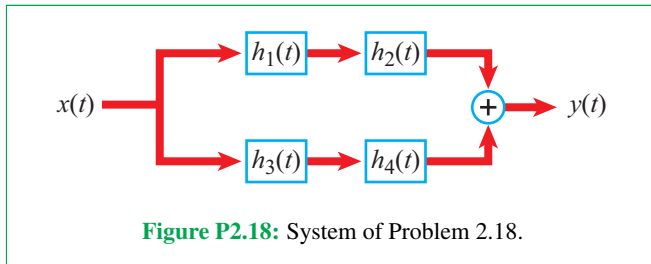 h₁(t) h₂(t)
x(t) + y(t)
h₃(t) h₄(t)
Figure P2.18: System of Problem 2.18.